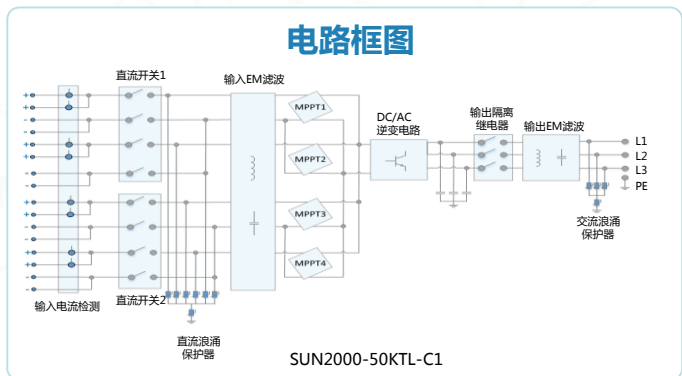 电路框图
直流开关1
输入EM滤波
MPPT1
MPPT2
MPPT3
MPPT4
DC/AC
逆变电路
输出隔离
继电器
输出EM滤波
L1
L2
L3
PE
交流浪涌
保护器
输入电流检测
直流开关2
直流浪涌
保护器
SUN2000-50KTL-C1
+
+
-
-
+
+
-
-
+
+
-
-
+
+
-
-